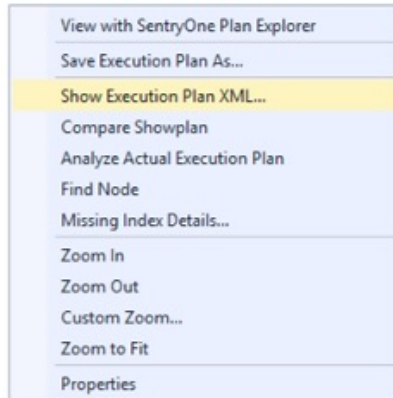 View with SentryOne Plan Explorer
Save Execution Plan As...
Show Execution Plan XML...
Compare Showplan
Analyze Actual Execution Plan
Find Node
Missing Index Details...
Zoom In
Zoom Out
Custom Zoom...
Zoom to Fit
Properties